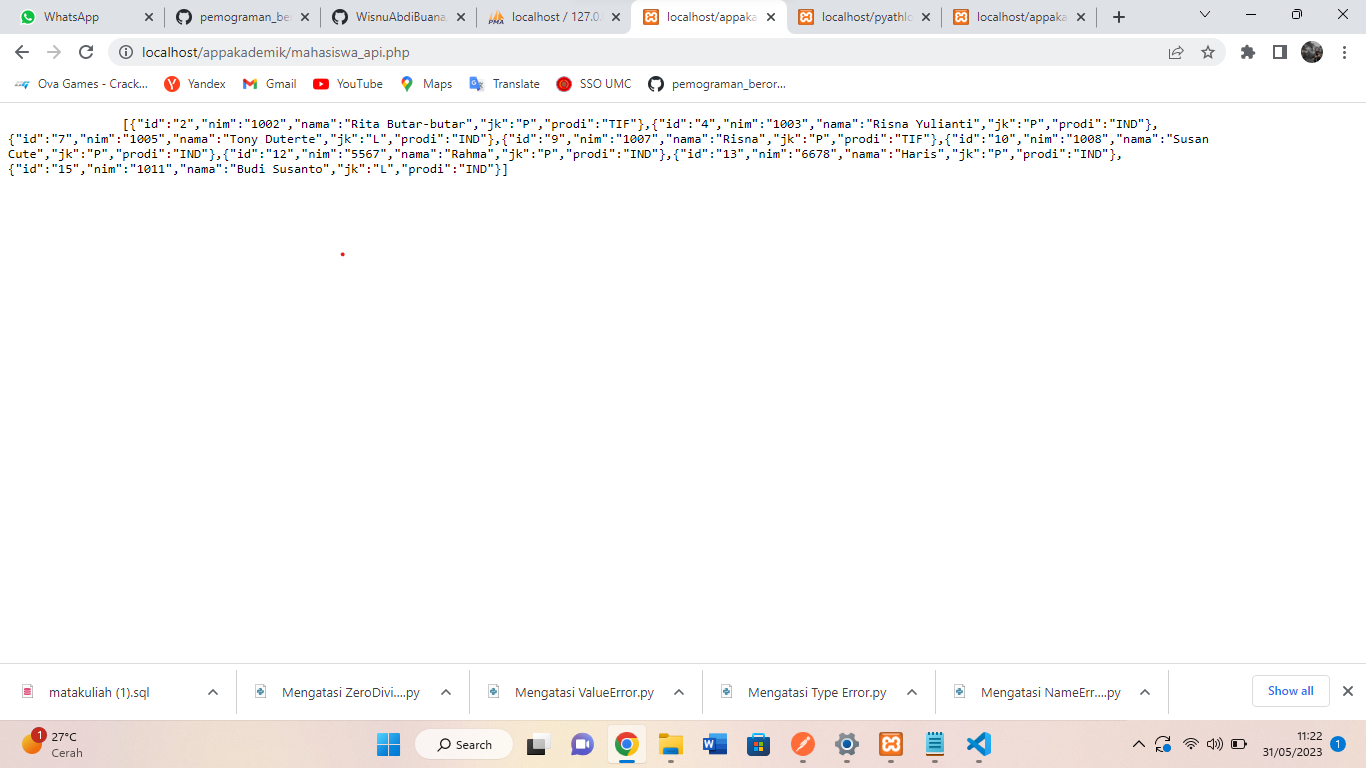 WhatsApp
pemograman_be
WisnuAbdiBuana
localhost / 127.0.
localhost/appaka
localhost/pyathl
localhost/appaka
localhost/appakademik/mahasiswa_api.php
Ova Games - Crack...
Yandex
Gmail
YouTube
Maps
Translate
SSO UMC
pemograman_beror...
[{"id":"2","nim":"1002","nama":"Rita Butar-butar","jk":"P","prodi":"TIF"},{"id":"4","nim":"1003","nama":"Risna Yulianti","jk":"P","prodi":"IND"},
{"id":"7","nim":"1005","nama":"Tony Duterte","jk":"L","prodi":"IND"},{"id":"9","nim":"1007","nama":"Risna","jk":"P","prodi":"TIF"},{"id":"10","nim":"1008","nama":"Susan
Cute","jk":"P","prodi":"IND"},{"id":"12","nim":"5567","nama":"Rahma","jk":"P","prodi":"IND"},{"id":"13","nim":"6678","nama":"Haris","jk":"P","prodi":"IND"},
{"id":"15","nim":"1011","nama":"Budi Susanto","jk":"L","prodi":"IND"}]
matakuliah (1).sql
Mengatasi ZeroDivi....py
Mengatasi ValueError.py
Mengatasi Type Error.py
Mengatasi NameErr....py
Show all
1
27°C
Cerah
Search
11:22
31/05/2023
1